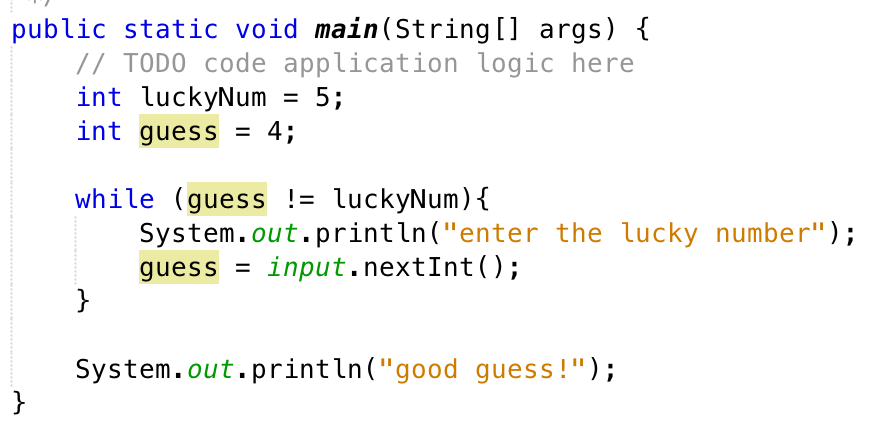 */
public static void main(String[] args) {
// TODO code application logic here
int luckyNum = 5;
int guess = 4;
while (guess != luckyNum){
System.out.println("enter the lucky number");
guess = input.nextInt();
}
System.out.println("good guess!");
}